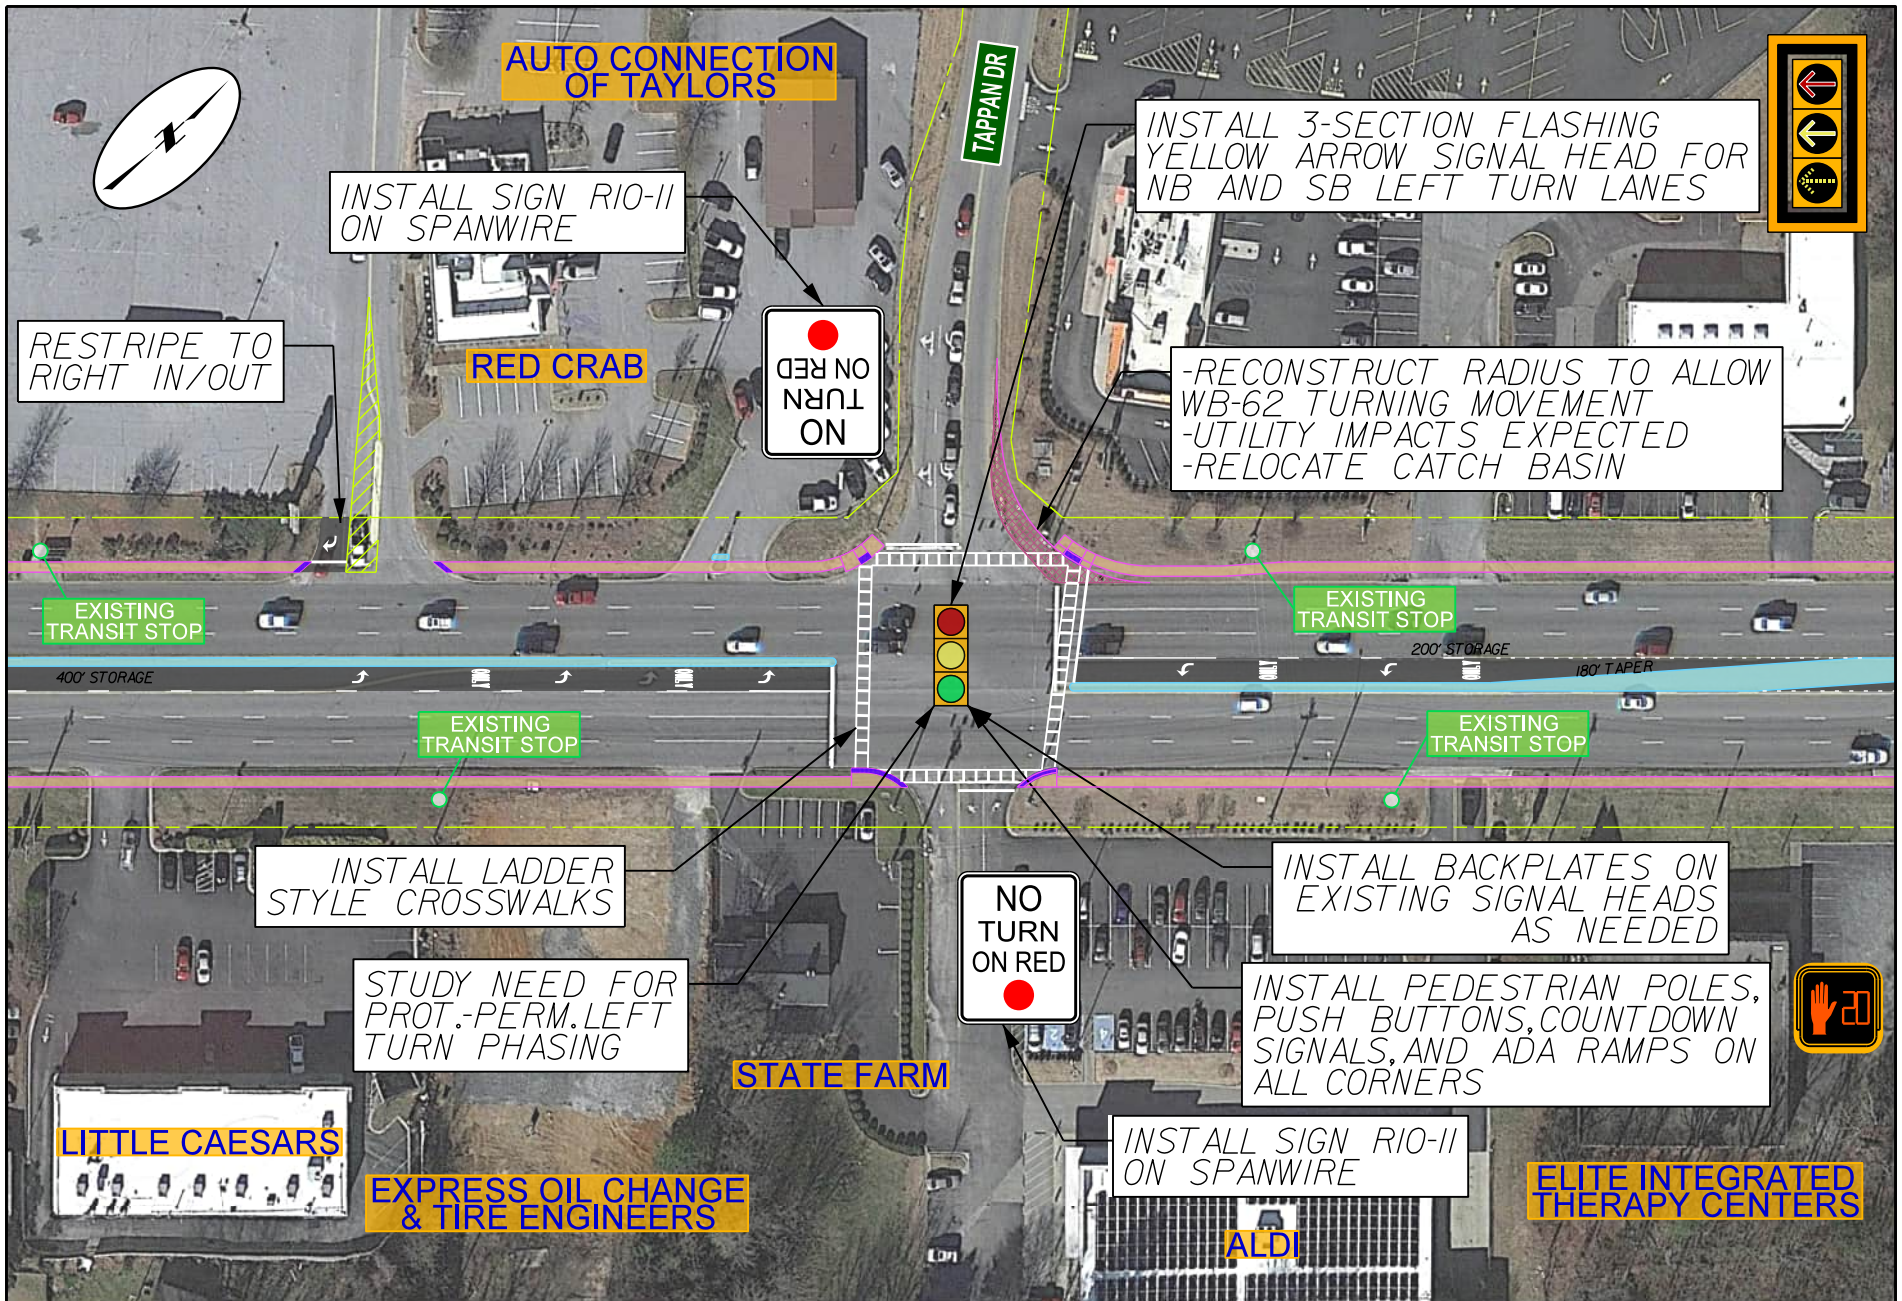 AUTO CONNECTION
OF TAYLORS
TAPPAN DR
INSTALL 3-SECTION FLASHING
YELLOW ARROW SIGNAL HEAD FOR
NB AND SB LEFT TURN LANES
INSTALL SIGN R10-11
ON SPANWIRE
RESTRIPE TO
RIGHT IN/OUT
RED CRAB
NO
TURN
ON RED
-RECONSTRUCT RADIUS TO ALLOW
WB-62 TURNING MOVEMENT
-UTILITY IMPACTS EXPECTED
-RELOCATE CATCH BASIN
EXISTING
TRANSIT STOP
EXISTING
TRANSIT STOP
400' STORAGE
ONLY
ONLY
200' STORAGE
ONLY
ONLY
180' TAPER
EXISTING
TRANSIT STOP
EXISTING
TRANSIT STOP
INSTALL LADDER
STYLE CROSSWALKS
NO
TURN
ON RED
INSTALL BACKPLATES ON
EXISTING SIGNAL HEADS
AS NEEDED
STUDY NEED FOR
PROT.-PERM. LEFT
TURN PHASING
INSTALL PEDESTRIAN POLES,
PUSH BUTTONS, COUNTDOWN
SIGNALS, AND ADA RAMPS ON
ALL CORNERS
20
STATE FARM
LITTLE CAESARS
INSTALL SIGN R10-11
ON SPANWIRE
EXPRESS OIL CHANGE
& TIRE ENGINEERS
ELITE INTEGRATED
THERAPY CENTERS
ALDI